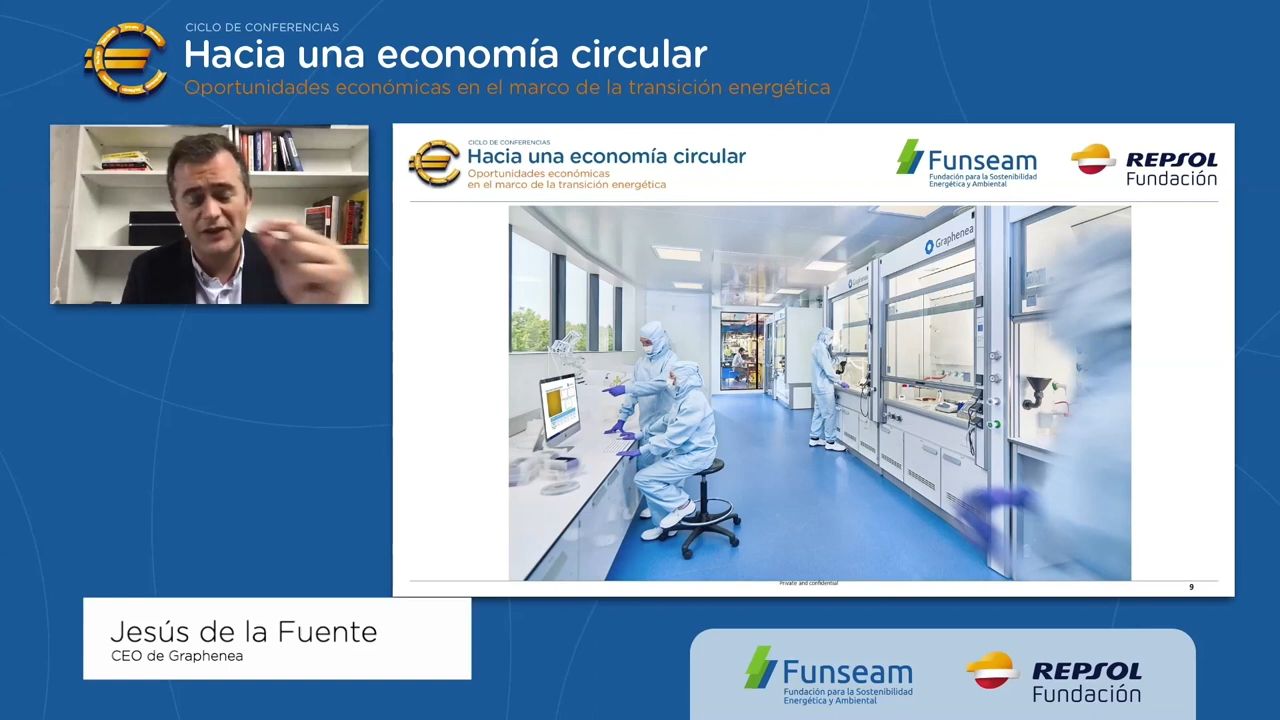 CICLO DE CONFERENCIAS
Hacia una economía circular
Oportunidades económicas en el marco de la transición energética
CICLO DE CONFERENCIAS
Hacia una economía circular
Oportunidades económicas
en el marco de la transición energética
Funseam
Fundación para la Sostenibilidad
Energética y Ambiental
REPSOL
Fundación
Graphenea
Graphenea
Private and confidential
9
Jesús de la Fuente
CEO de Graphenea
Funseam
Fundación para la Sostenibilidad
Energética y Ambiental
REPSOL
Fundación